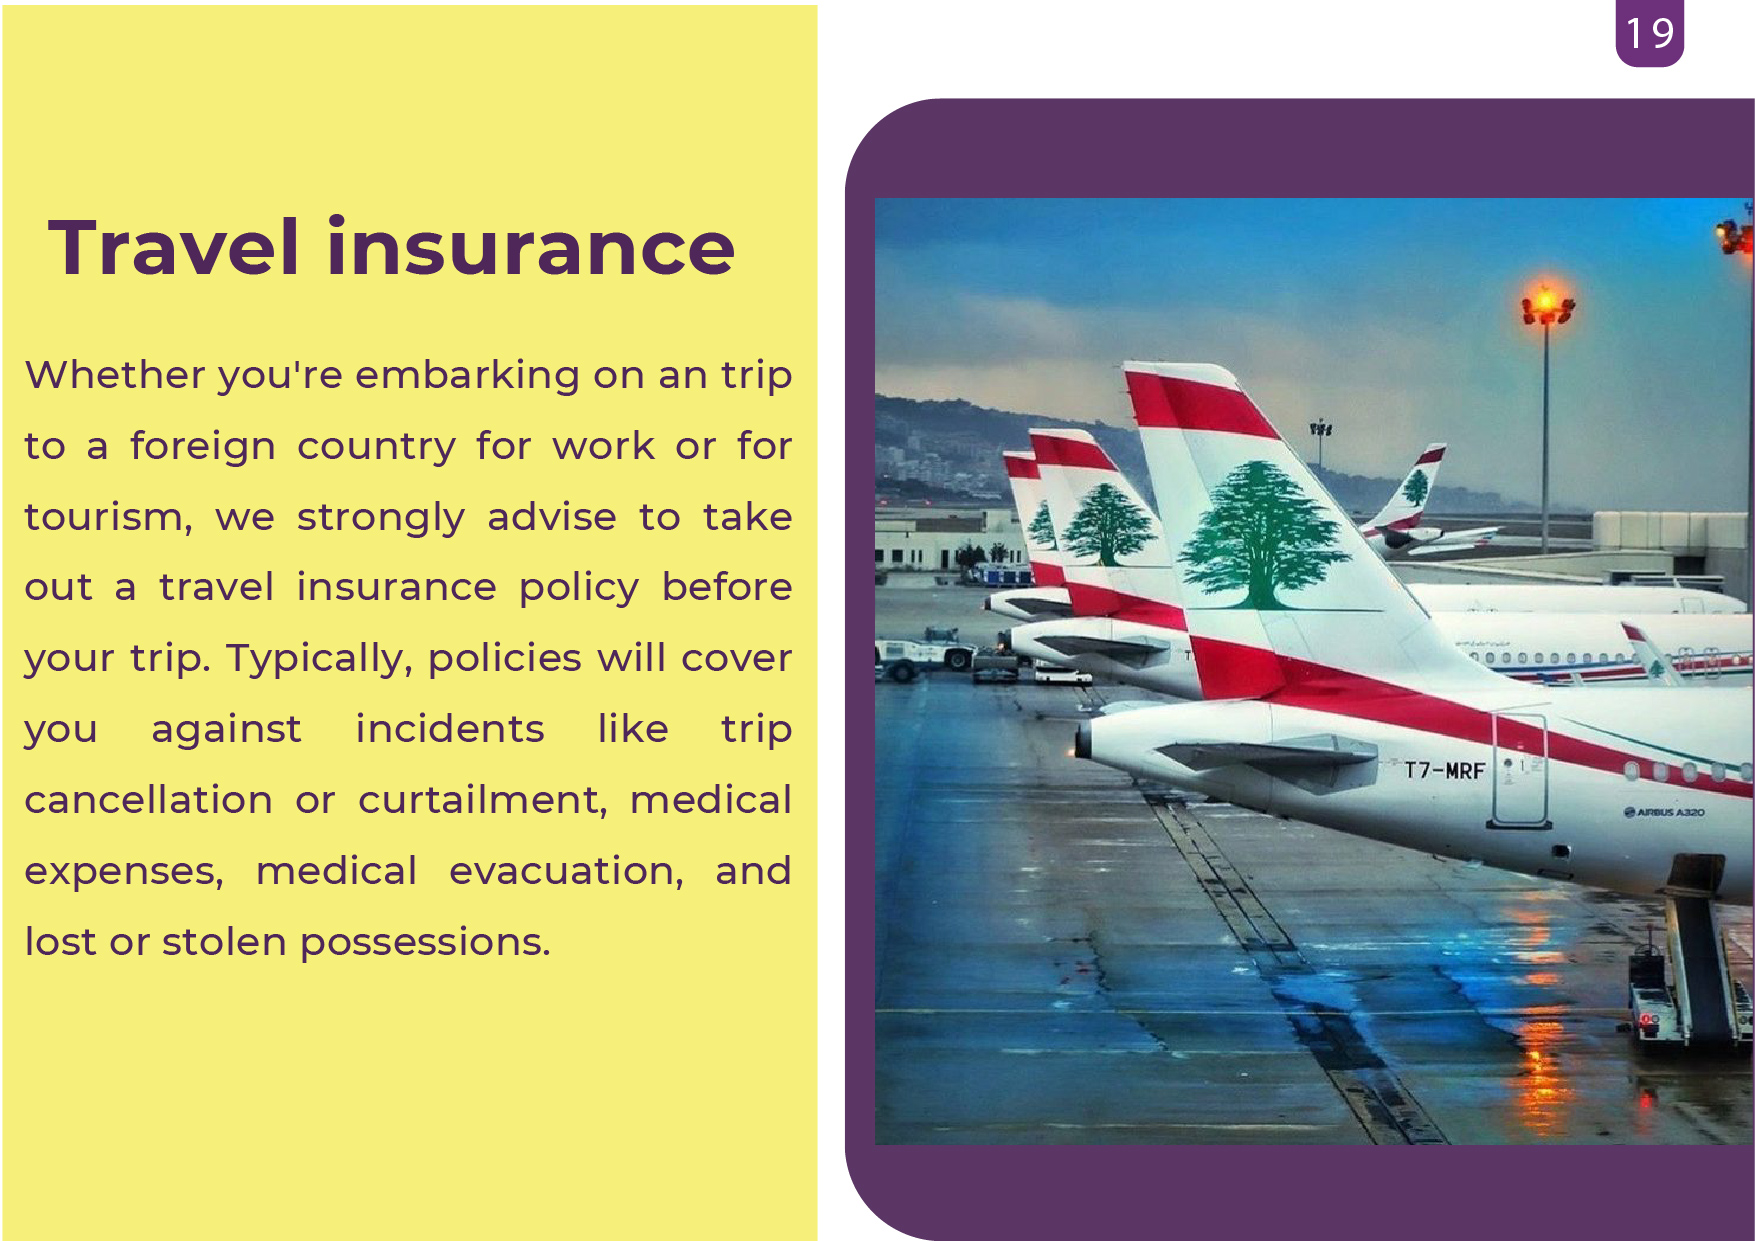 19
Travel insurance
Whether you're embarking on an trip
to a foreign country for work or for
tourism, we strongly advise to take
out a travel insurance policy before
your trip. Typically, policies will cover
you against incidents like trip
cancellation or curtailment, medical
expenses, medical evacuation, and
lost or stolen possessions.
T7-MRF
AIRBUS A320